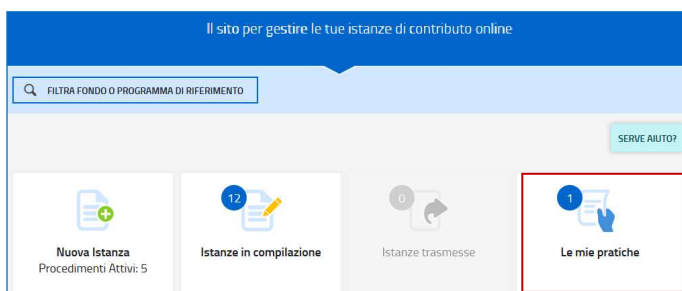 Il sito per gestire le tue istanze di contributo online
FILTRA FONDO O PROGRAMMA DI RIFERIMENTO
SERVE AIUTO?
12
0
1
Nuova Istanza
Procedimenti Attivi: 5
Istanze in compilazione
Istanze trasmesse
Le mie pratiche